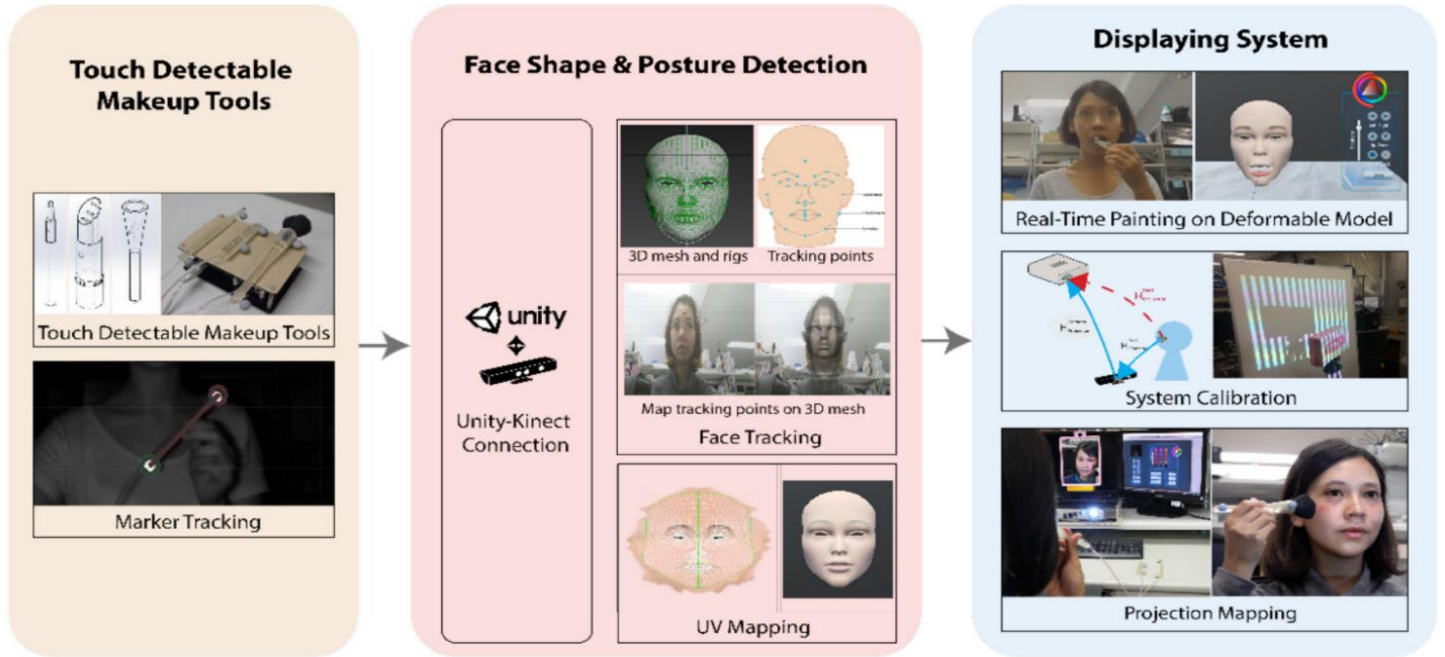 Touch Detectable
Makeup Tools
Touch Detectable Makeup Tools
Marker Tracking
Face Shape & Posture Detection
unity
Unity-Kinect
Connection
3D mesh and rigs
Tracking points
Map tracking points on 3D mesh
Face Tracking
UV Mapping
Displaying System
Real-Time Painting on Deformable Model
System Calibration
Projection Mapping